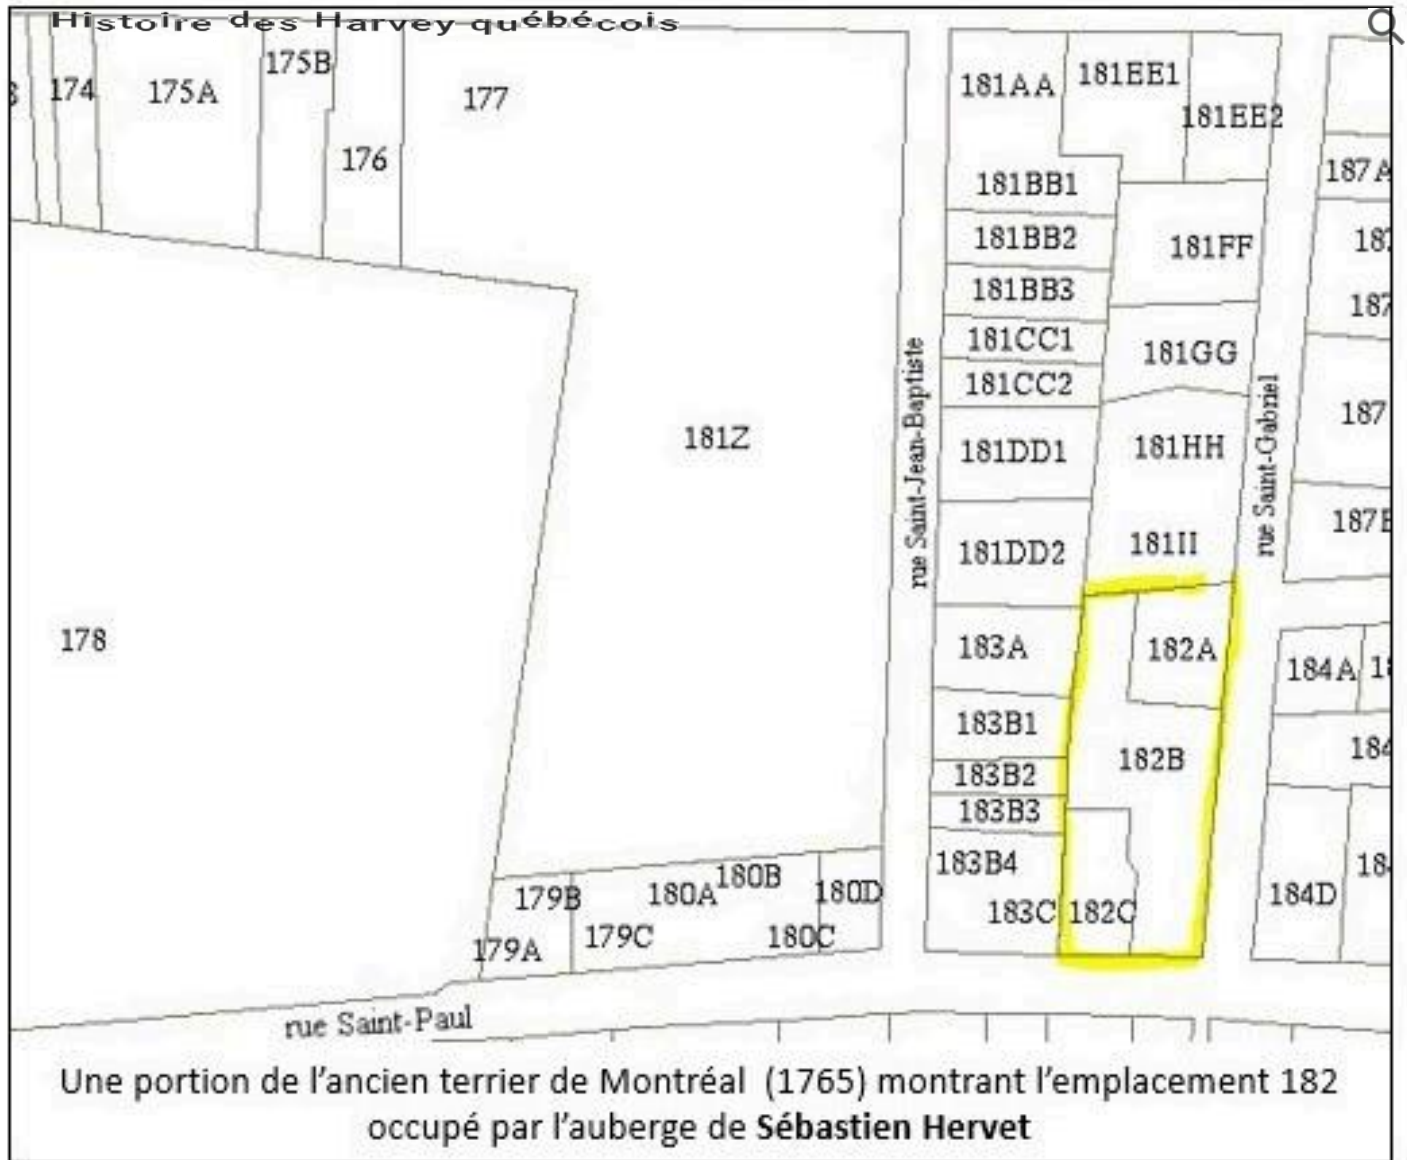 Histoire des Harvey québécois
174
175A
175B
176
177
181AA
181EE1
181EE2
187A
181BB1
181BB2
181FF
181BB3
181CC1
181GG
181CC2
187
181Z
181DD1
181HH
rue Saint-Jean-Baptiste
rue Saint-Gabriel
181DD2
181II
178
183A
182A
184A
183B1
182B
183B2
183B3
183B4
183C
182C
184D
179B
180A
180B
180D
179A
179C
180C
rue Saint-Paul
Une portion de l'ancien terrier de Montréal (1765) montrant l'emplacement 182
occupé par l'auberge de Sébastien Hervet